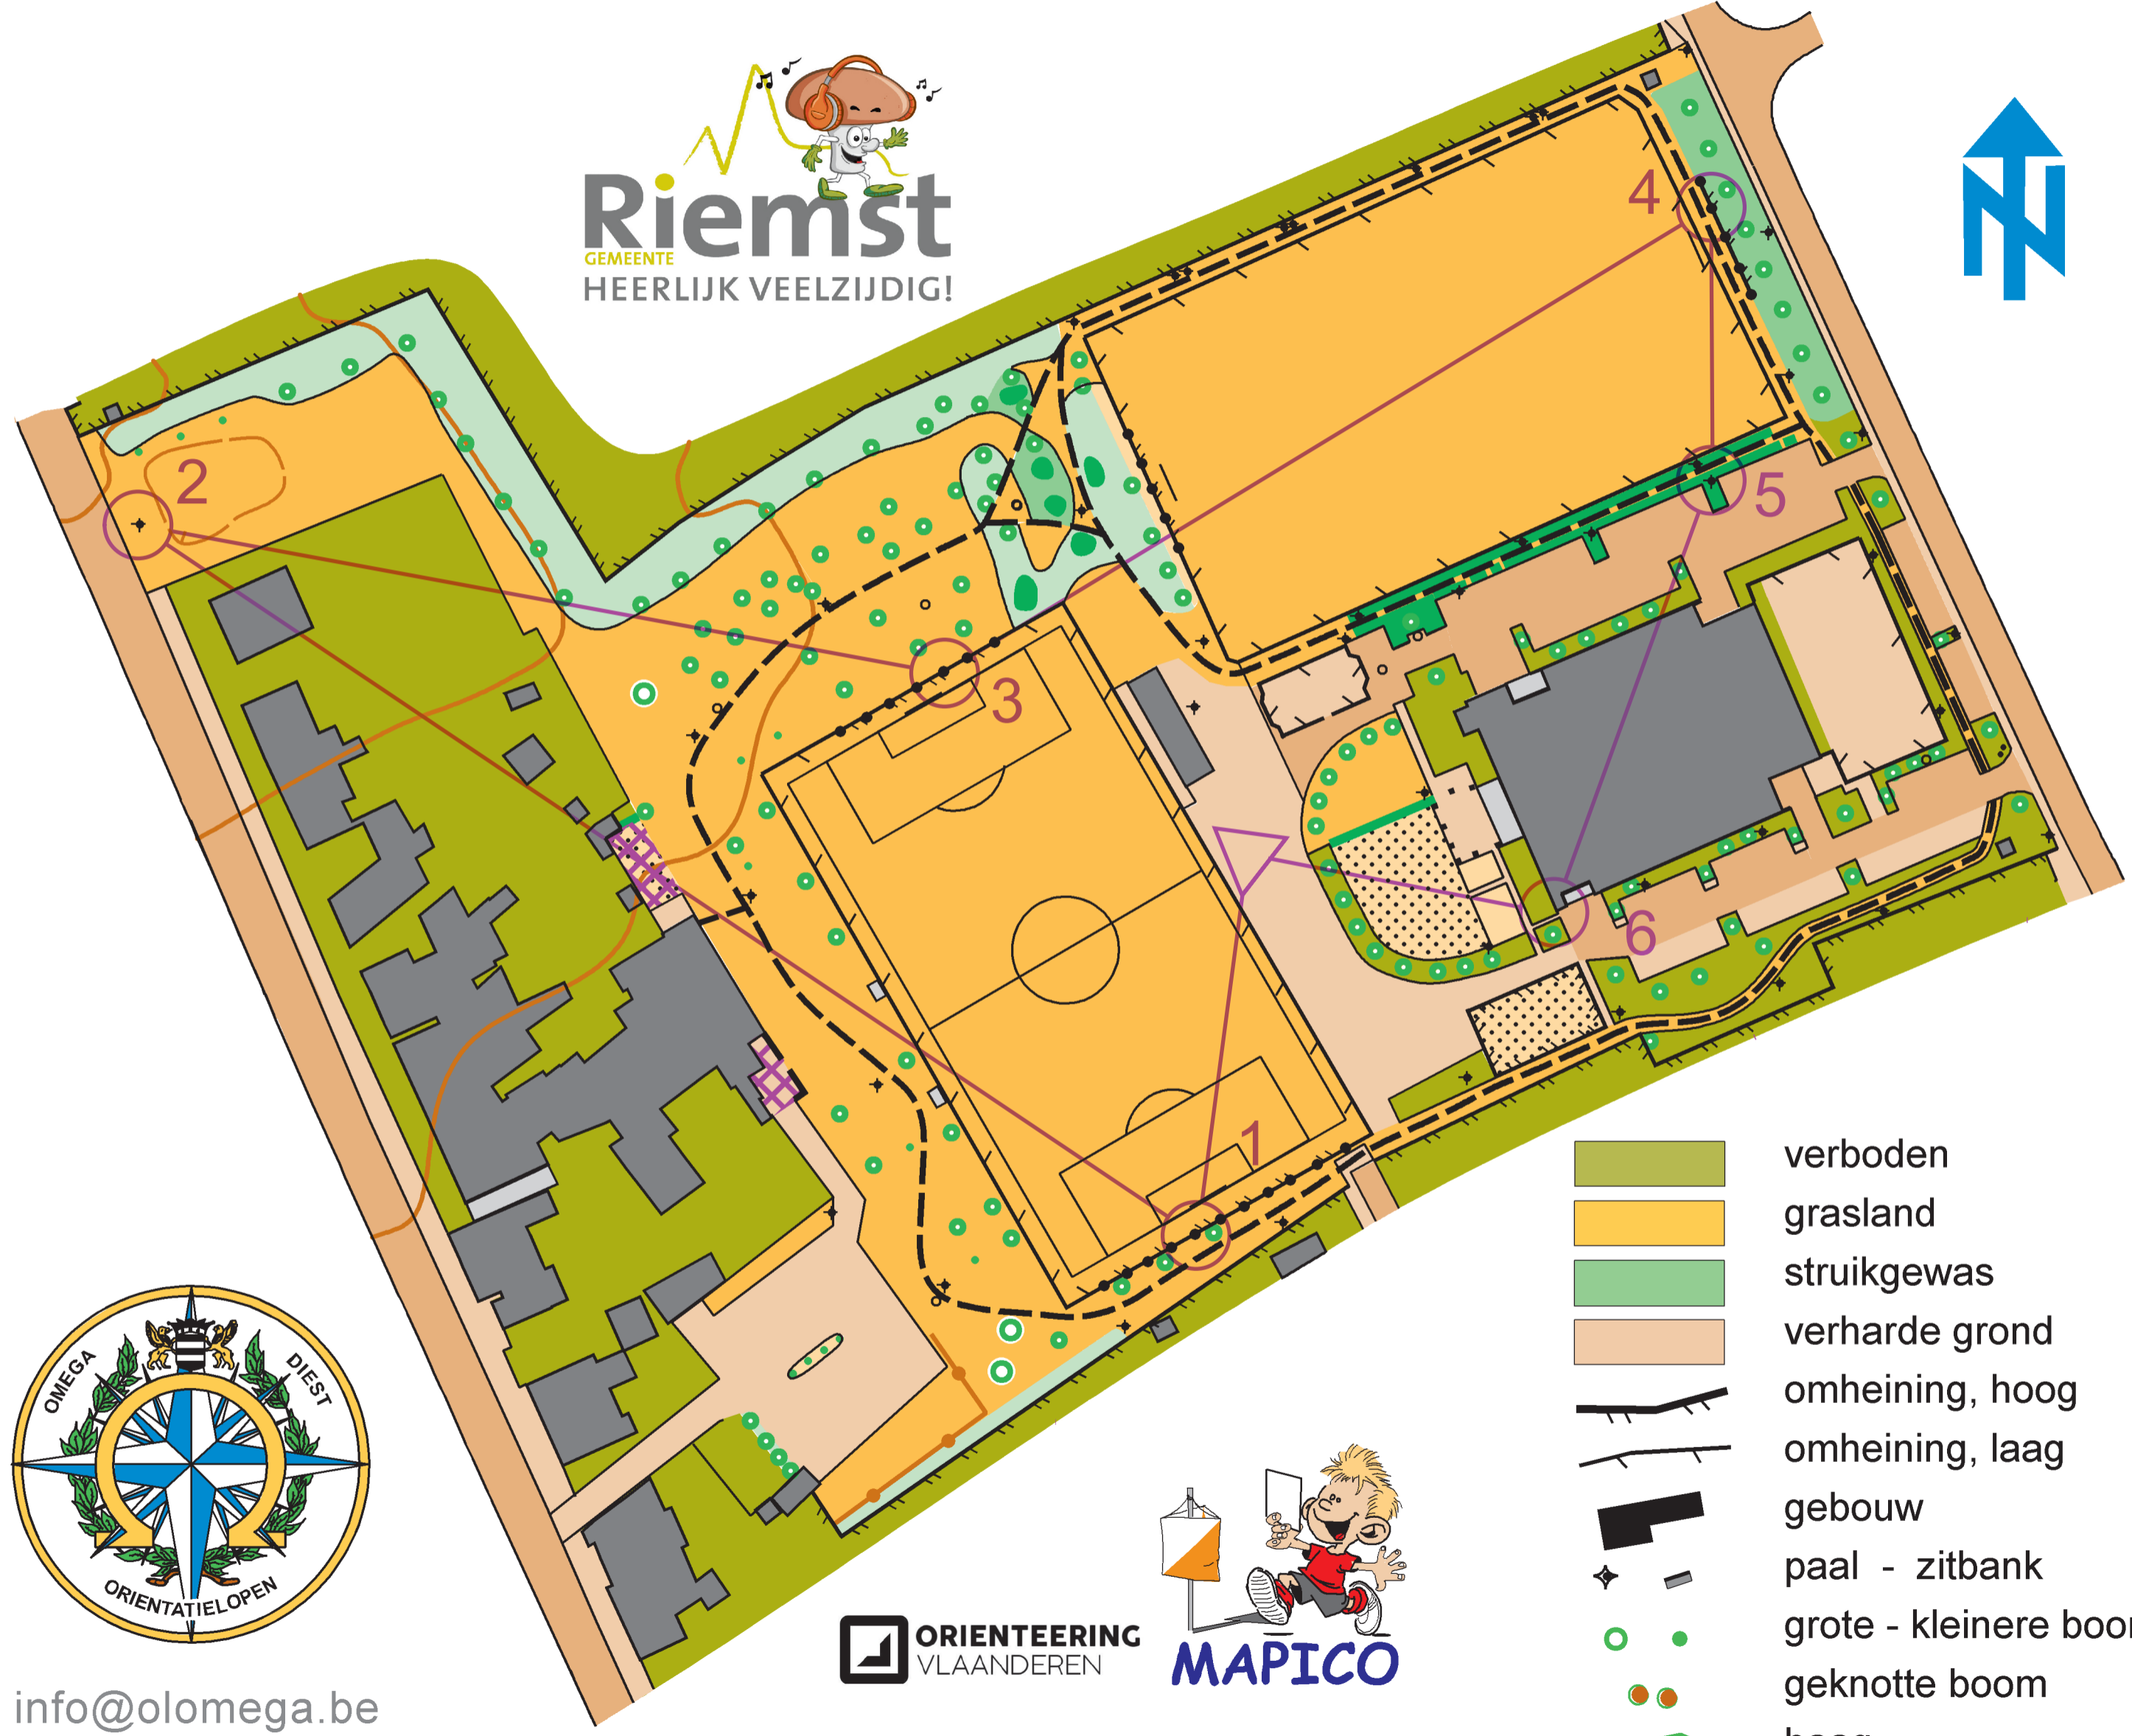 Riemst
GEMEENTE
HEERLIJK VEELZIJDIG!
N
4
2
5
3
6
1
verboden
grasland
struikgewas
verharde grond
omheining, hoog
omheining, laag
gebouw
paal - zitbank
grote - kleinere
geknotte boom
OMEGA
DIEST
ORIENTATIELOPEN
ORIENTEERING
VLAANDEREN
MAPICO
info@olomega.be